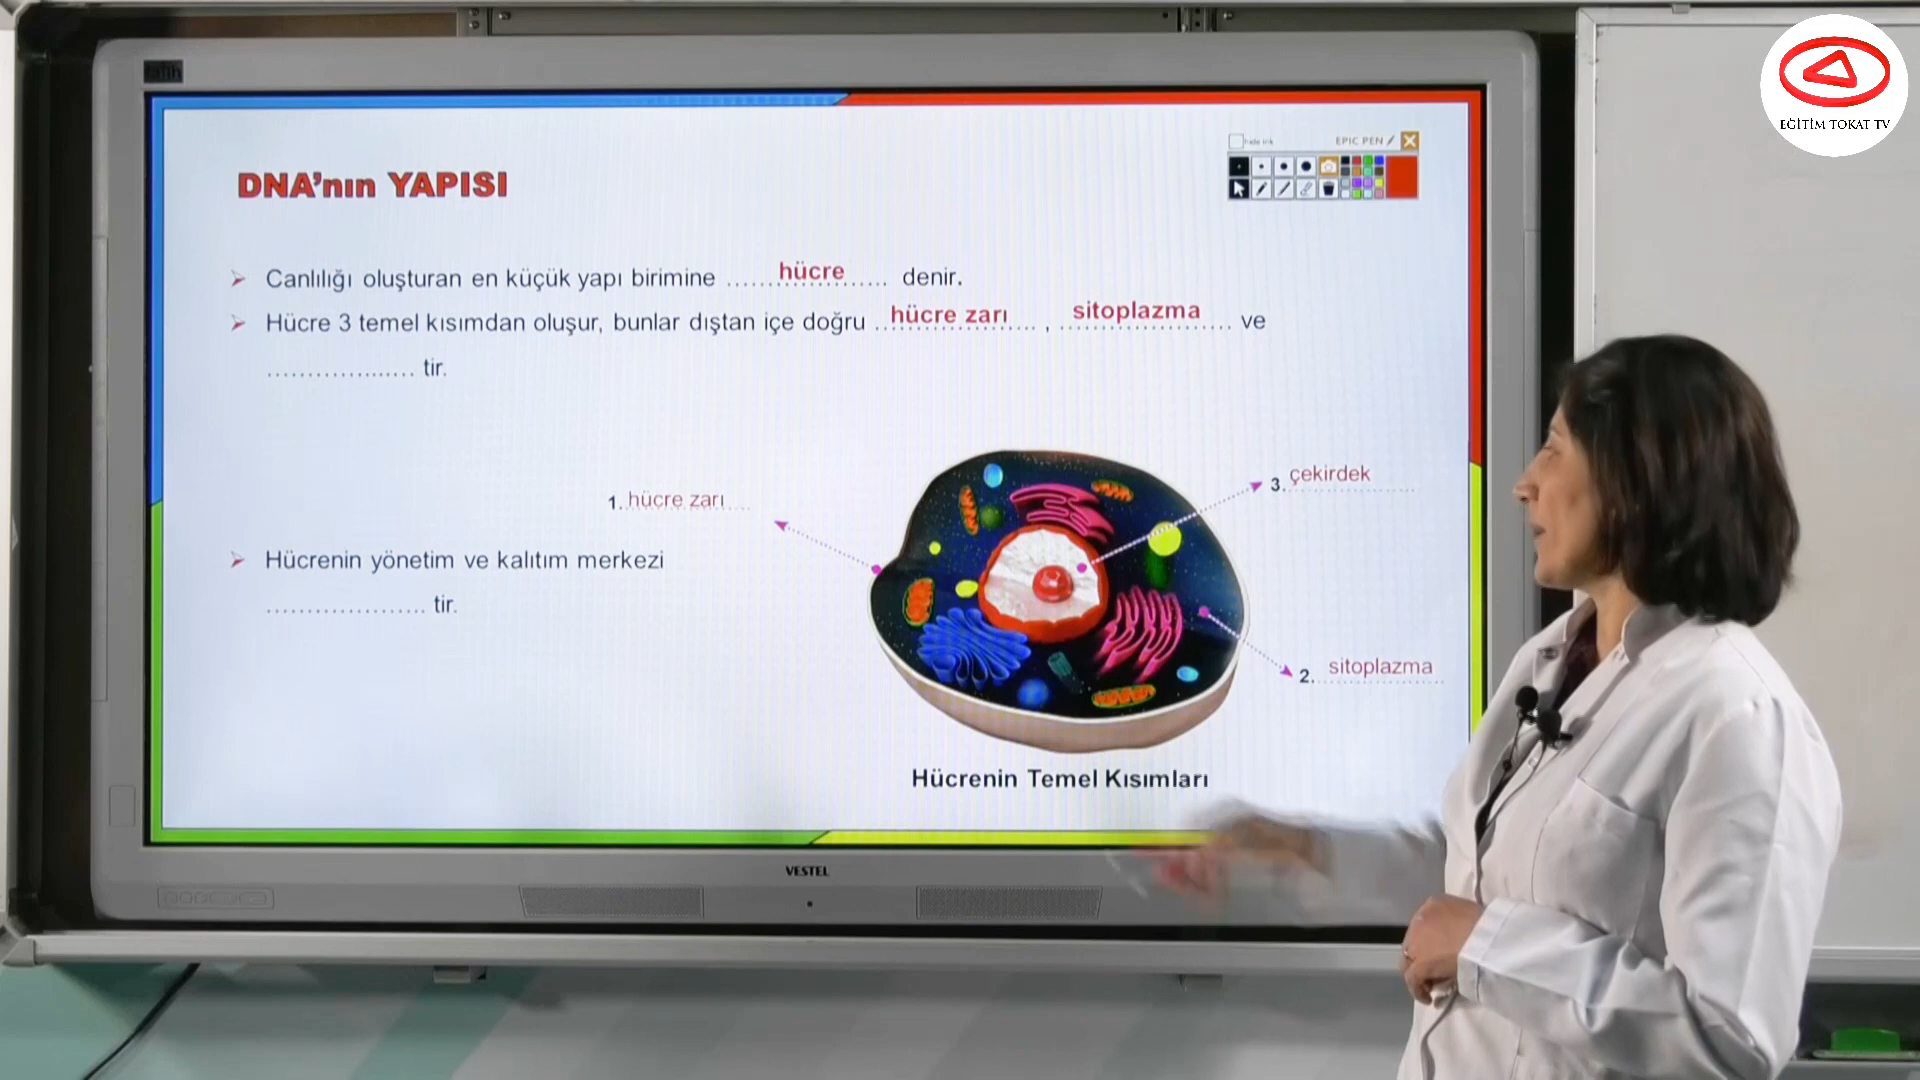 EĞİTİM TOKAT TV
EPIC PEN
DNA'nın YAPISI
Canlılığı oluşturan en küçük yapı birimine ........hücre........ denir.
Hücre 3 temel kısımdan oluşur, bunlar dıştan içe doğru ..hücre zarı.... , ..sitoplazma.... ve
.................... tir.
3. çekirdek
1. hücre zarı
Hücrenin yönetim ve kalıtım merkezi
.................... tir.
2. sitoplazma
Hücrenin Temel Kısımları
VESTEL